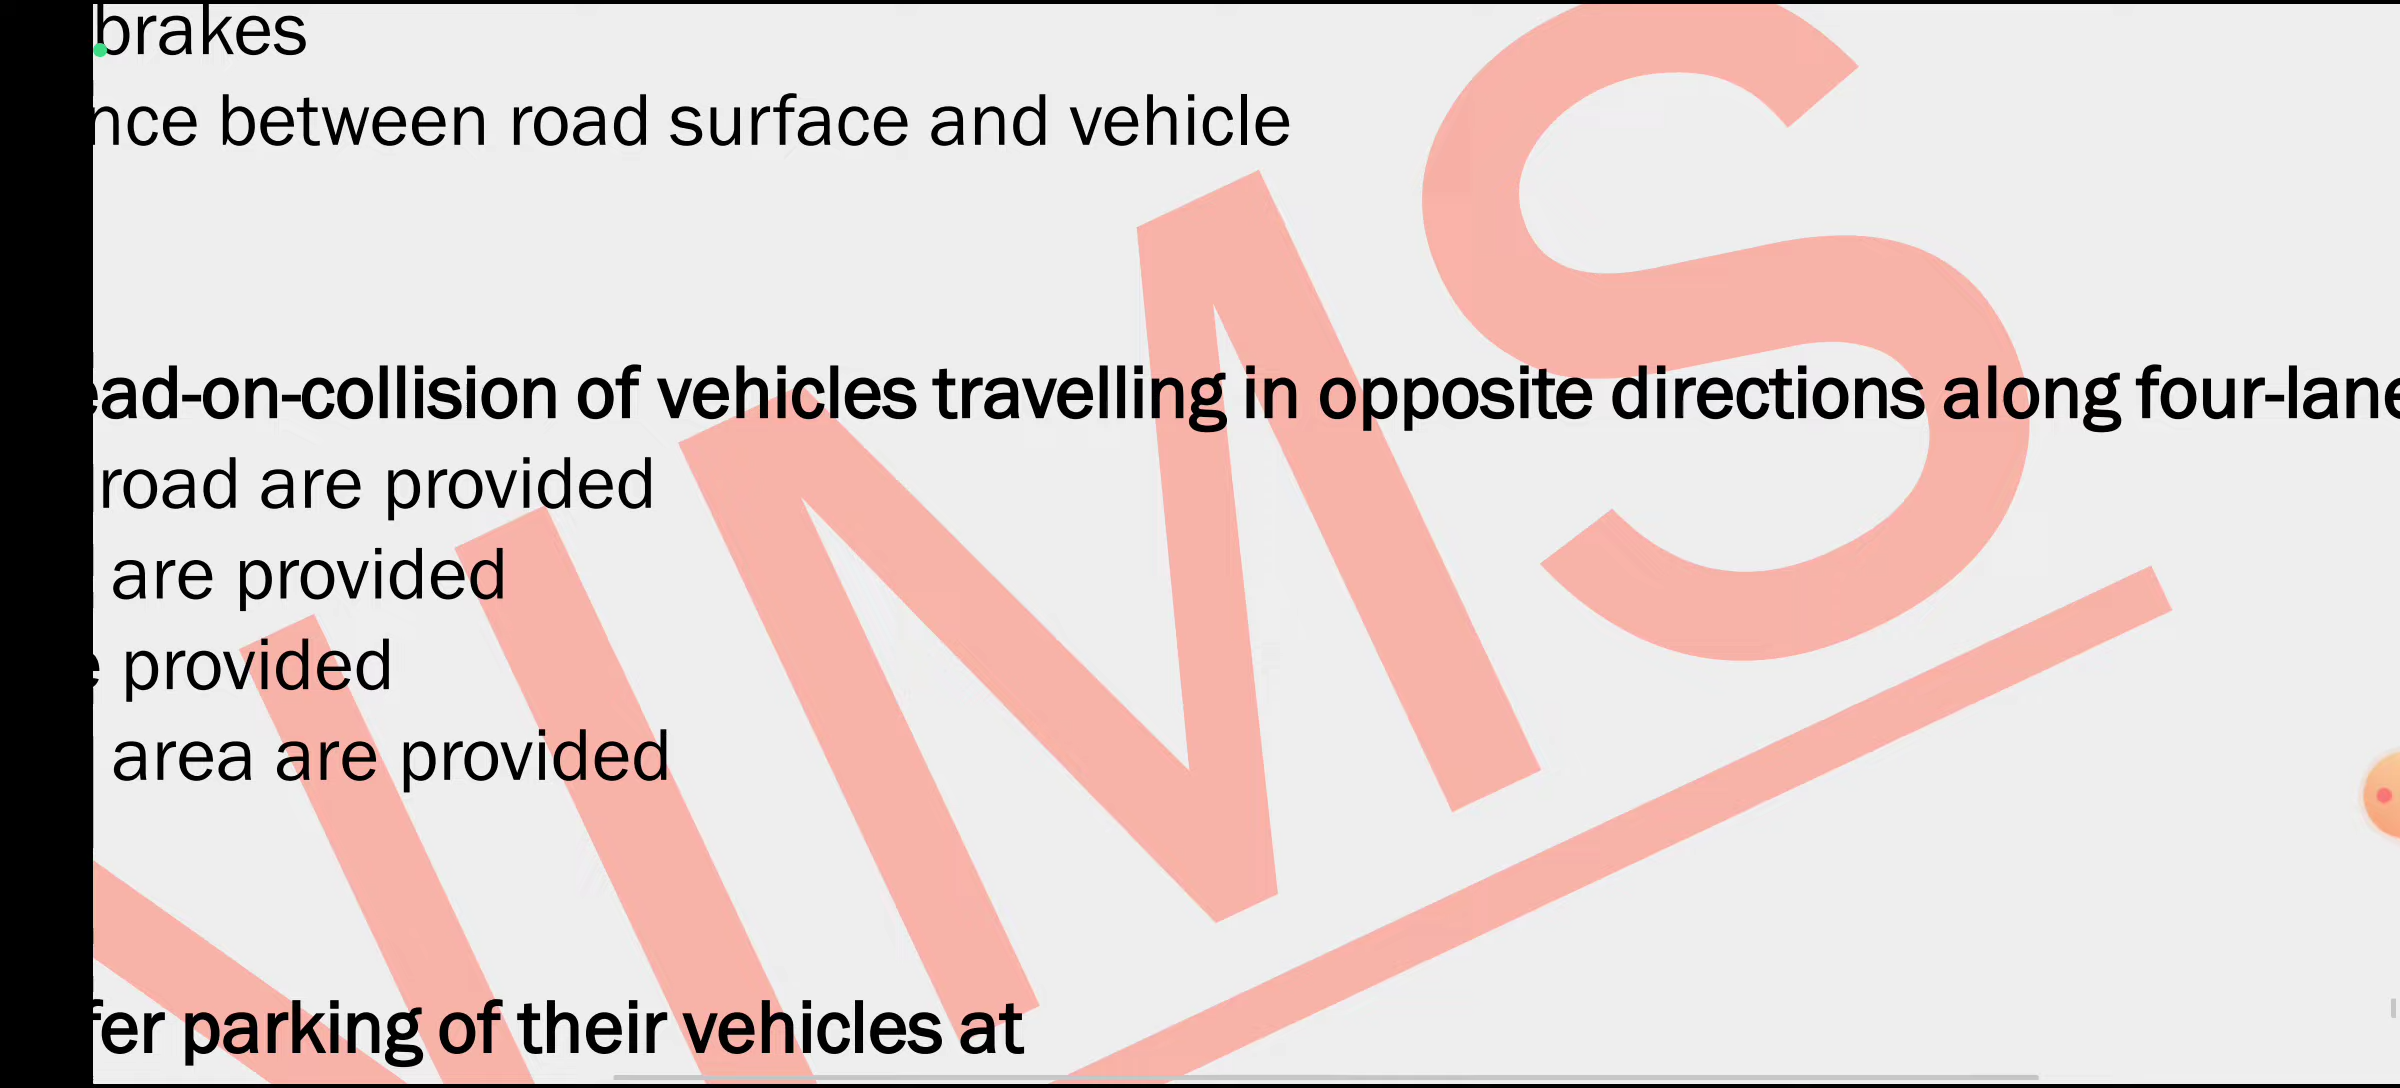 brakes
nce between road surface and vehicle
ead-on-collision of vehicles travelling in opposite directions along four-lane
road are provided
are provided
e provided
area are provided
fer parking of their vehicles at
IMS